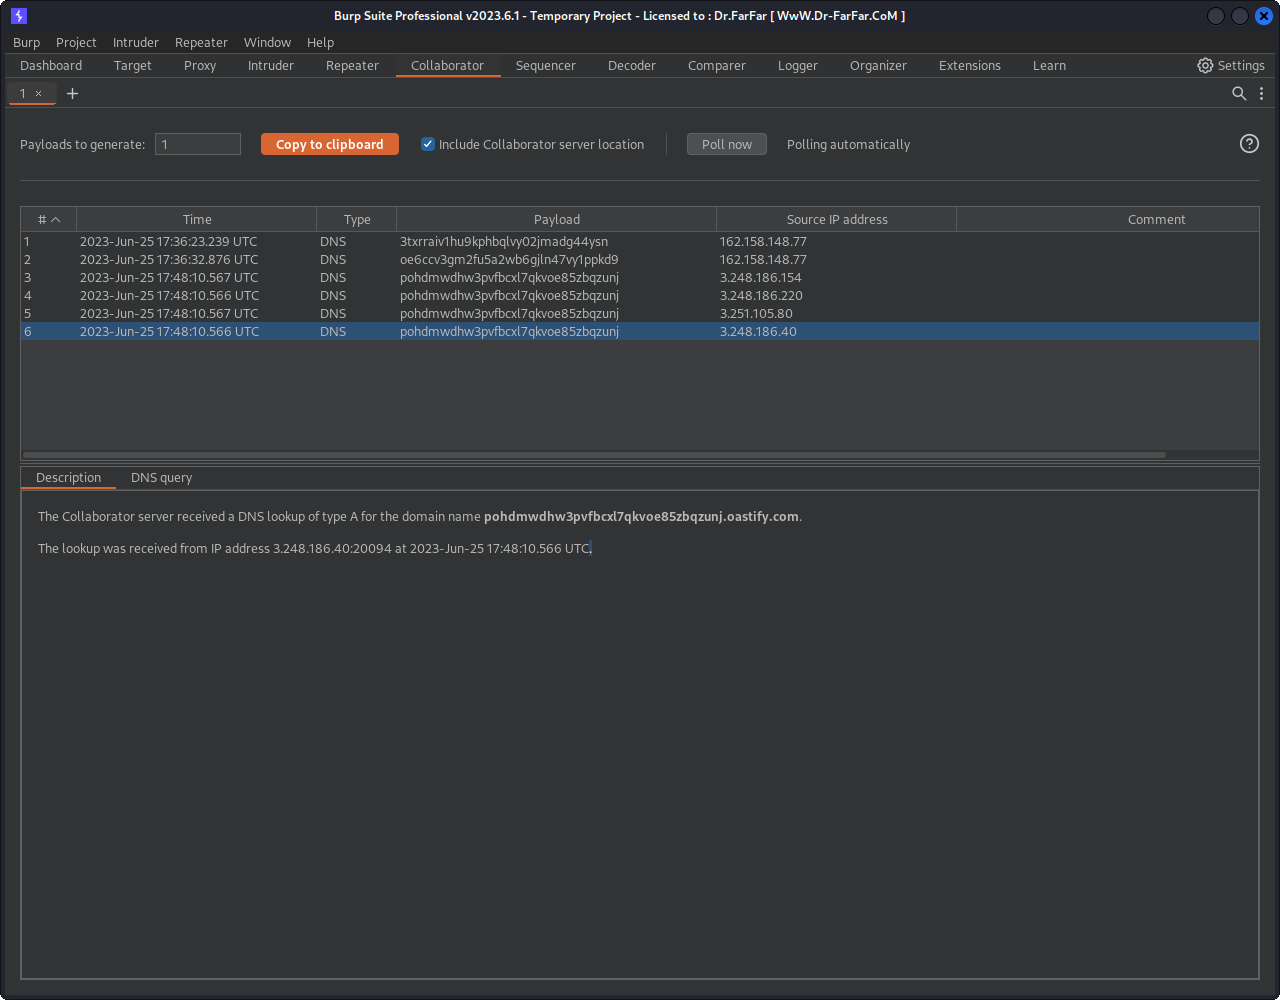 Burp Suite Professional v2023.6.1 - Temporary Project - Licensed to : Dr.FarFar [ WwW.Dr-FarFar.CoM ]
Burp Project Intruder Repeater Window Help
Dashboard Target Proxy Intruder Repeater Collaborator Sequencer Decoder Comparer Logger Organizer Extensions Learn Settings
1 × +
Payloads to generate: 1 Copy to clipboard Include Collaborator server location Poll now Polling automatically ?
# Time Type Payload Source IP address Comment
1 2023-Jun-25 17:36:23.239 UTC DNS 3txrraiv1hu9kphbqlvy02jmadg44ysn 162.158.148.77
2 2023-Jun-25 17:36:32.876 UTC DNS oe6ccv3gm2fu5a2wb6gjln47vy1ppkd9 162.158.148.77
3 2023-Jun-25 17:48:10.567 UTC DNS pohdmwdhw3pvfbcxl7qkvoe85zbqzunj 3.248.186.154
4 2023-Jun-25 17:48:10.566 UTC DNS pohdmwdhw3pvfbcxl7qkvoe85zbqzunj 3.248.186.220
5 2023-Jun-25 17:48:10.567 UTC DNS pohdmwdhw3pvfbcxl7qkvoe85zbqzunj 3.251.105.80
6 2023-Jun-25 17:48:10.566 UTC DNS pohdmwdhw3pvfbcxl7qkvoe85zbqzunj 3.248.186.40
Description DNS query
The Collaborator server received a DNS lookup of type A for the domain name pohdmwdhw3pvfbcxl7qkvoe85zbqzunj.oastify.com.
The lookup was received from IP address 3.248.186.40:20094 at 2023-Jun-25 17:48:10.566 UTC.